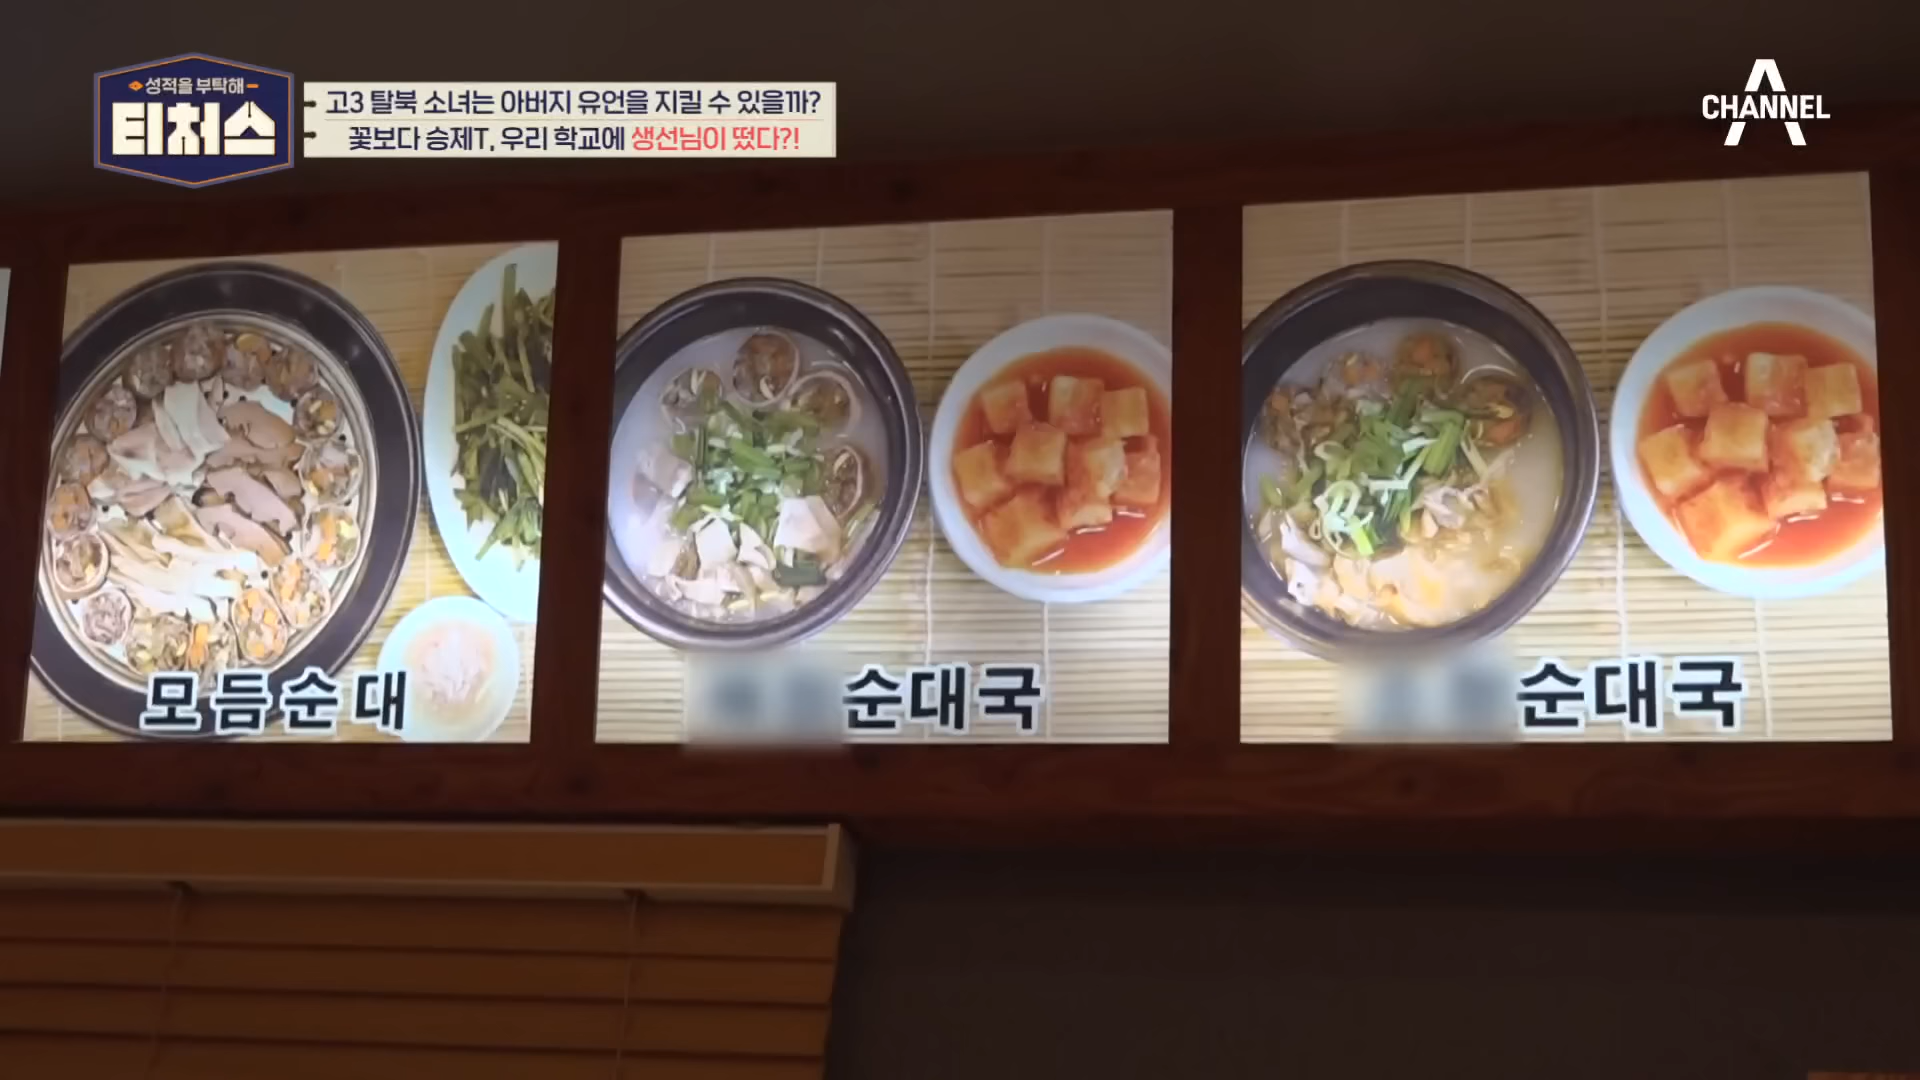 성적을 부탁해
티처스
고3 탈북 소녀는 아버지 유언을 지킬 수 있을까?
꽃보다 승제T, 우리 학교에 생선님이 떴다?!
CHANNEL A
모듬순대
순대국
순대국